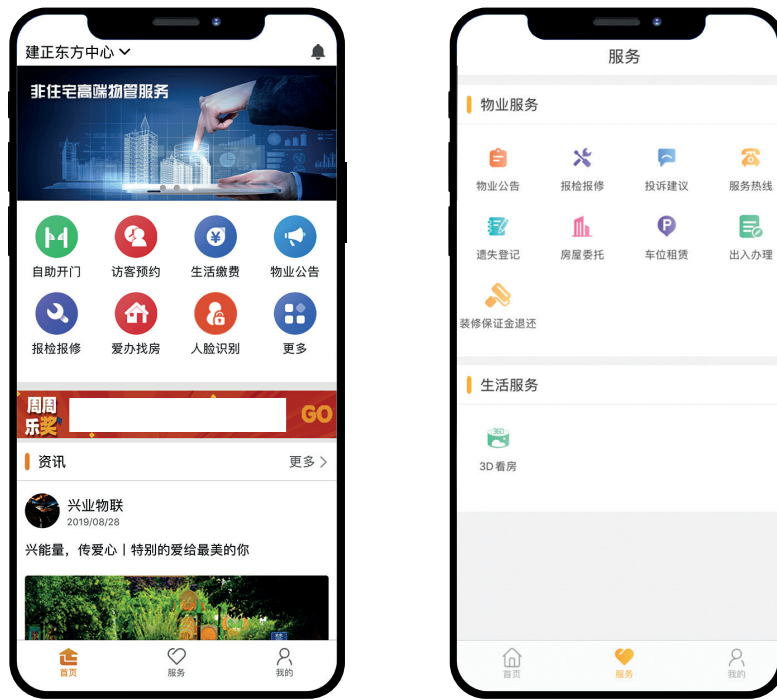 建正东方中心
非住宅高端物管服务
自助开门 访客预约 生活缴费 物业公告
报检报修 爱办找房 人脸识别 更多
周周
乐奖
GO
资讯 更多
兴业物联
2019/08/28
兴能量，传爱心丨特别的爱给最美的你
首页 服务 我的
服务
物业服务
物业公告 报检报修 投诉建议 服务热线
遗失登记 房屋委托 车位租赁 出入办理
装修保证金退还
生活服务
360
3D看房
首页 服务 我的